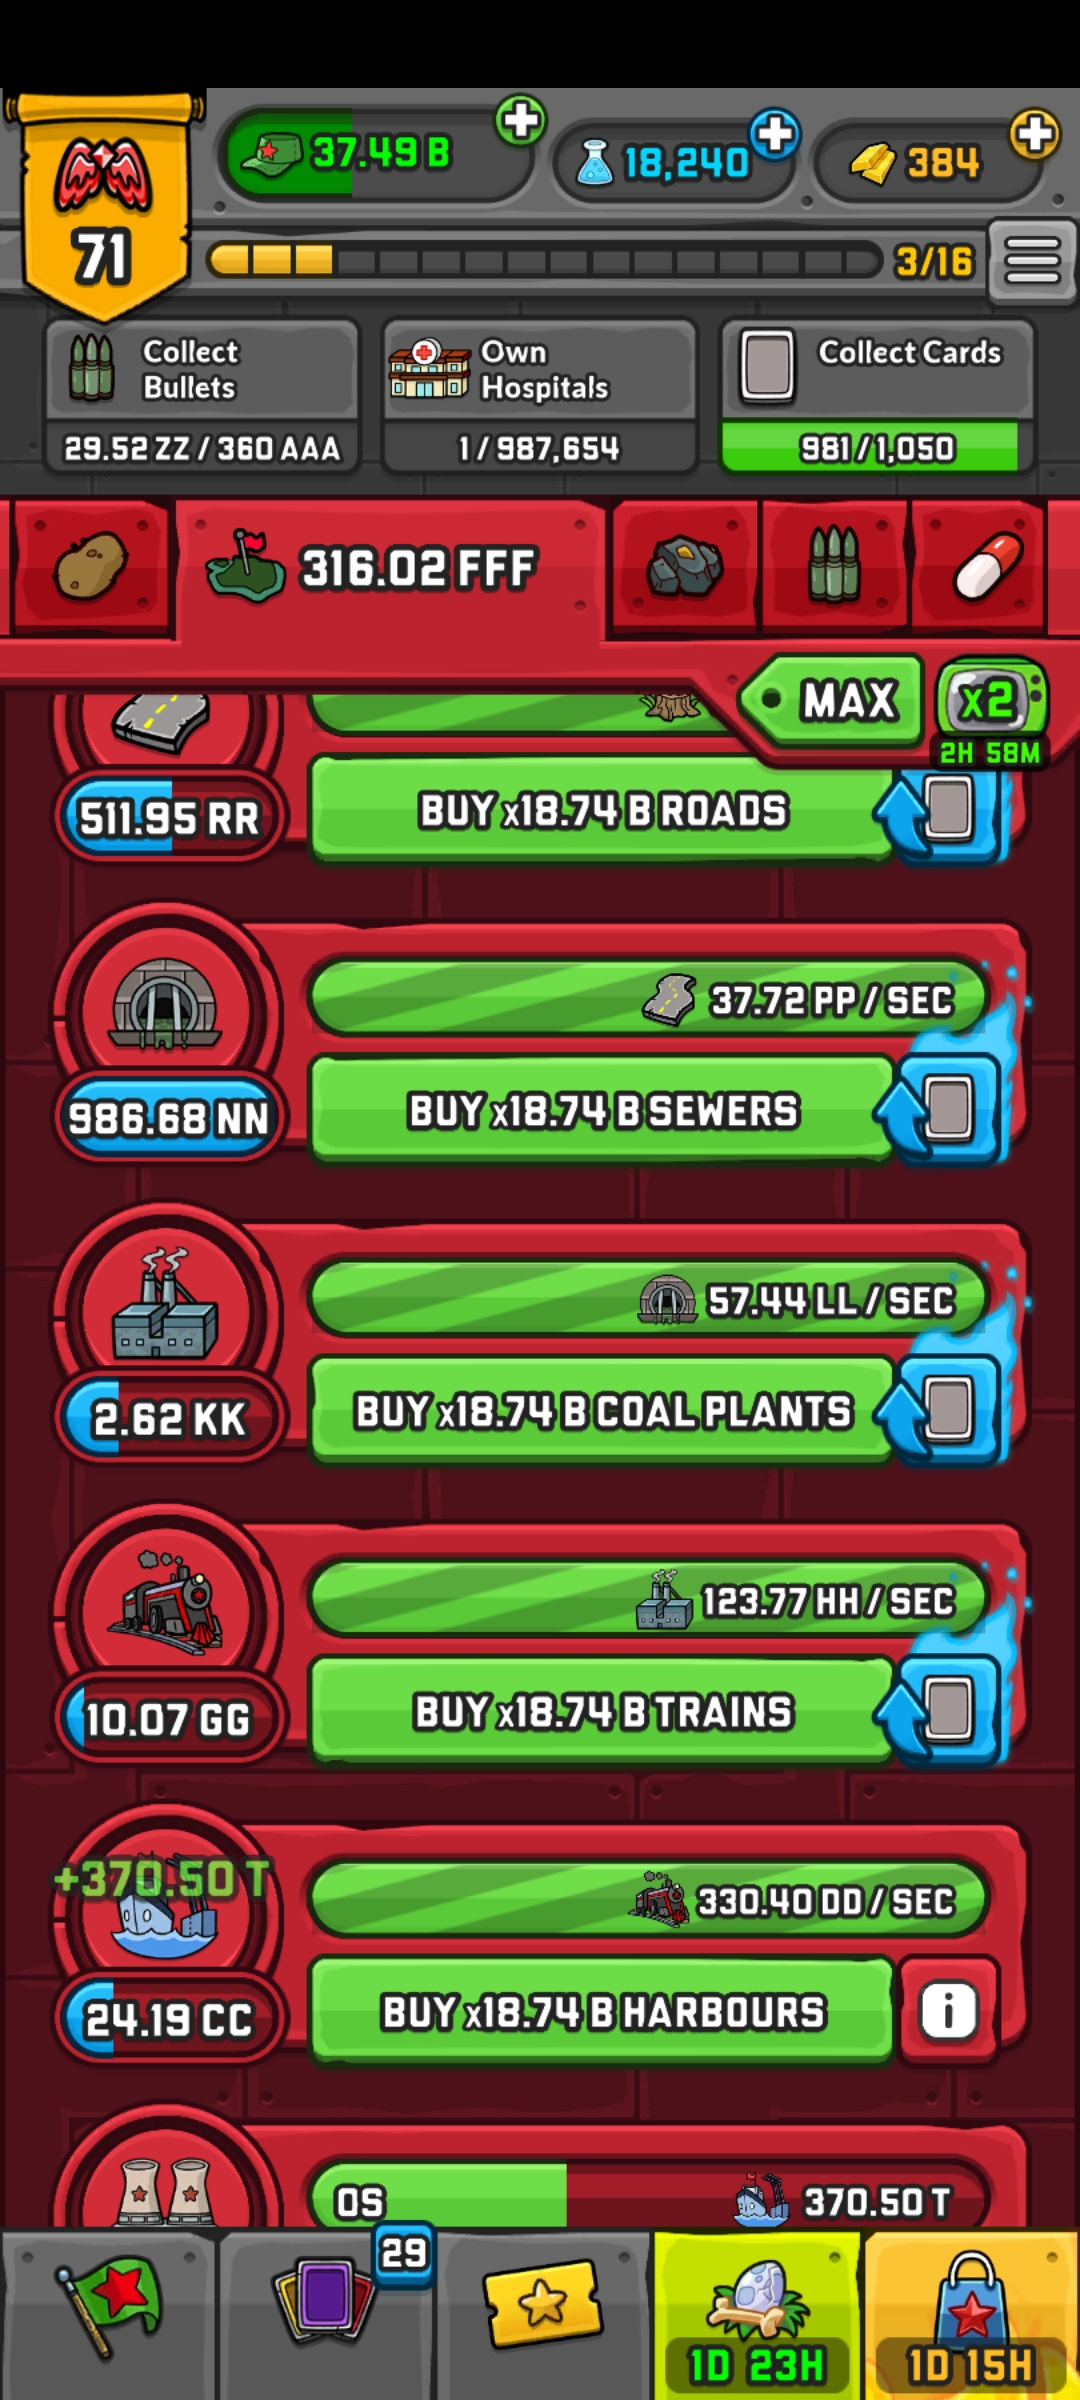 37.49 B
18,240
384
71
3/16
Collect
Bullets
29.52 ZZ / 360 AAA
Own
Hospitals
1 / 987,654
Collect Cards
981 / 1,050
316.02 FFF
MAX
x2
2H 58M
511.95 RR
BUY x18.74 B ROADS
37.72 PP / SEC
986.68 NN
BUY x18.74 B SEWERS
57.44 LL / SEC
2.62 KK
BUY x18.74 B COAL PLANTS
123.77 HH / SEC
10.07 GG
BUY x18.74 B TRAINS
+370.50 T
330.40 DD / SEC
24.19 CC
BUY x18.74 B HARBOURS
i
0S
370.50 T
29
1D 23H
1D 15H